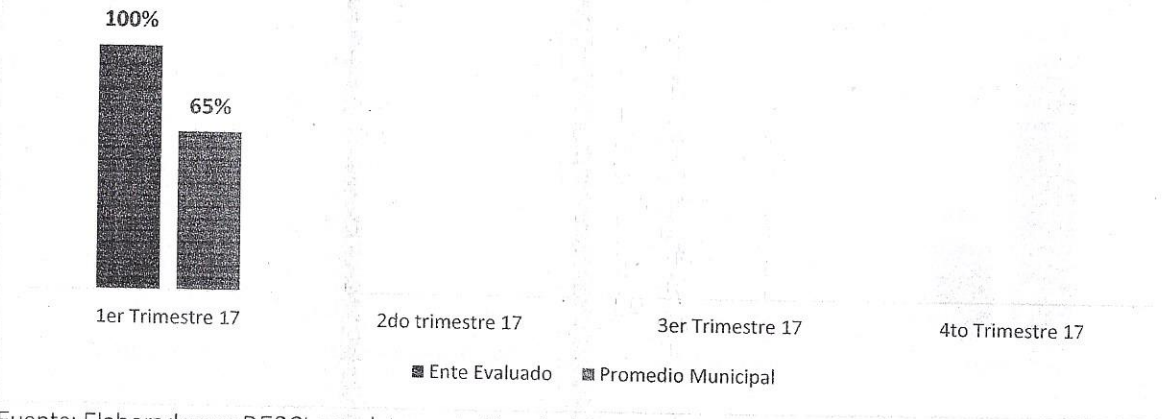 100%
65%
1er Trimestre 17
2do trimestre 17
3er Trimestre 17
4to Trimestre 17
Ente Evaluado
Promedio Municipal
Fuente: